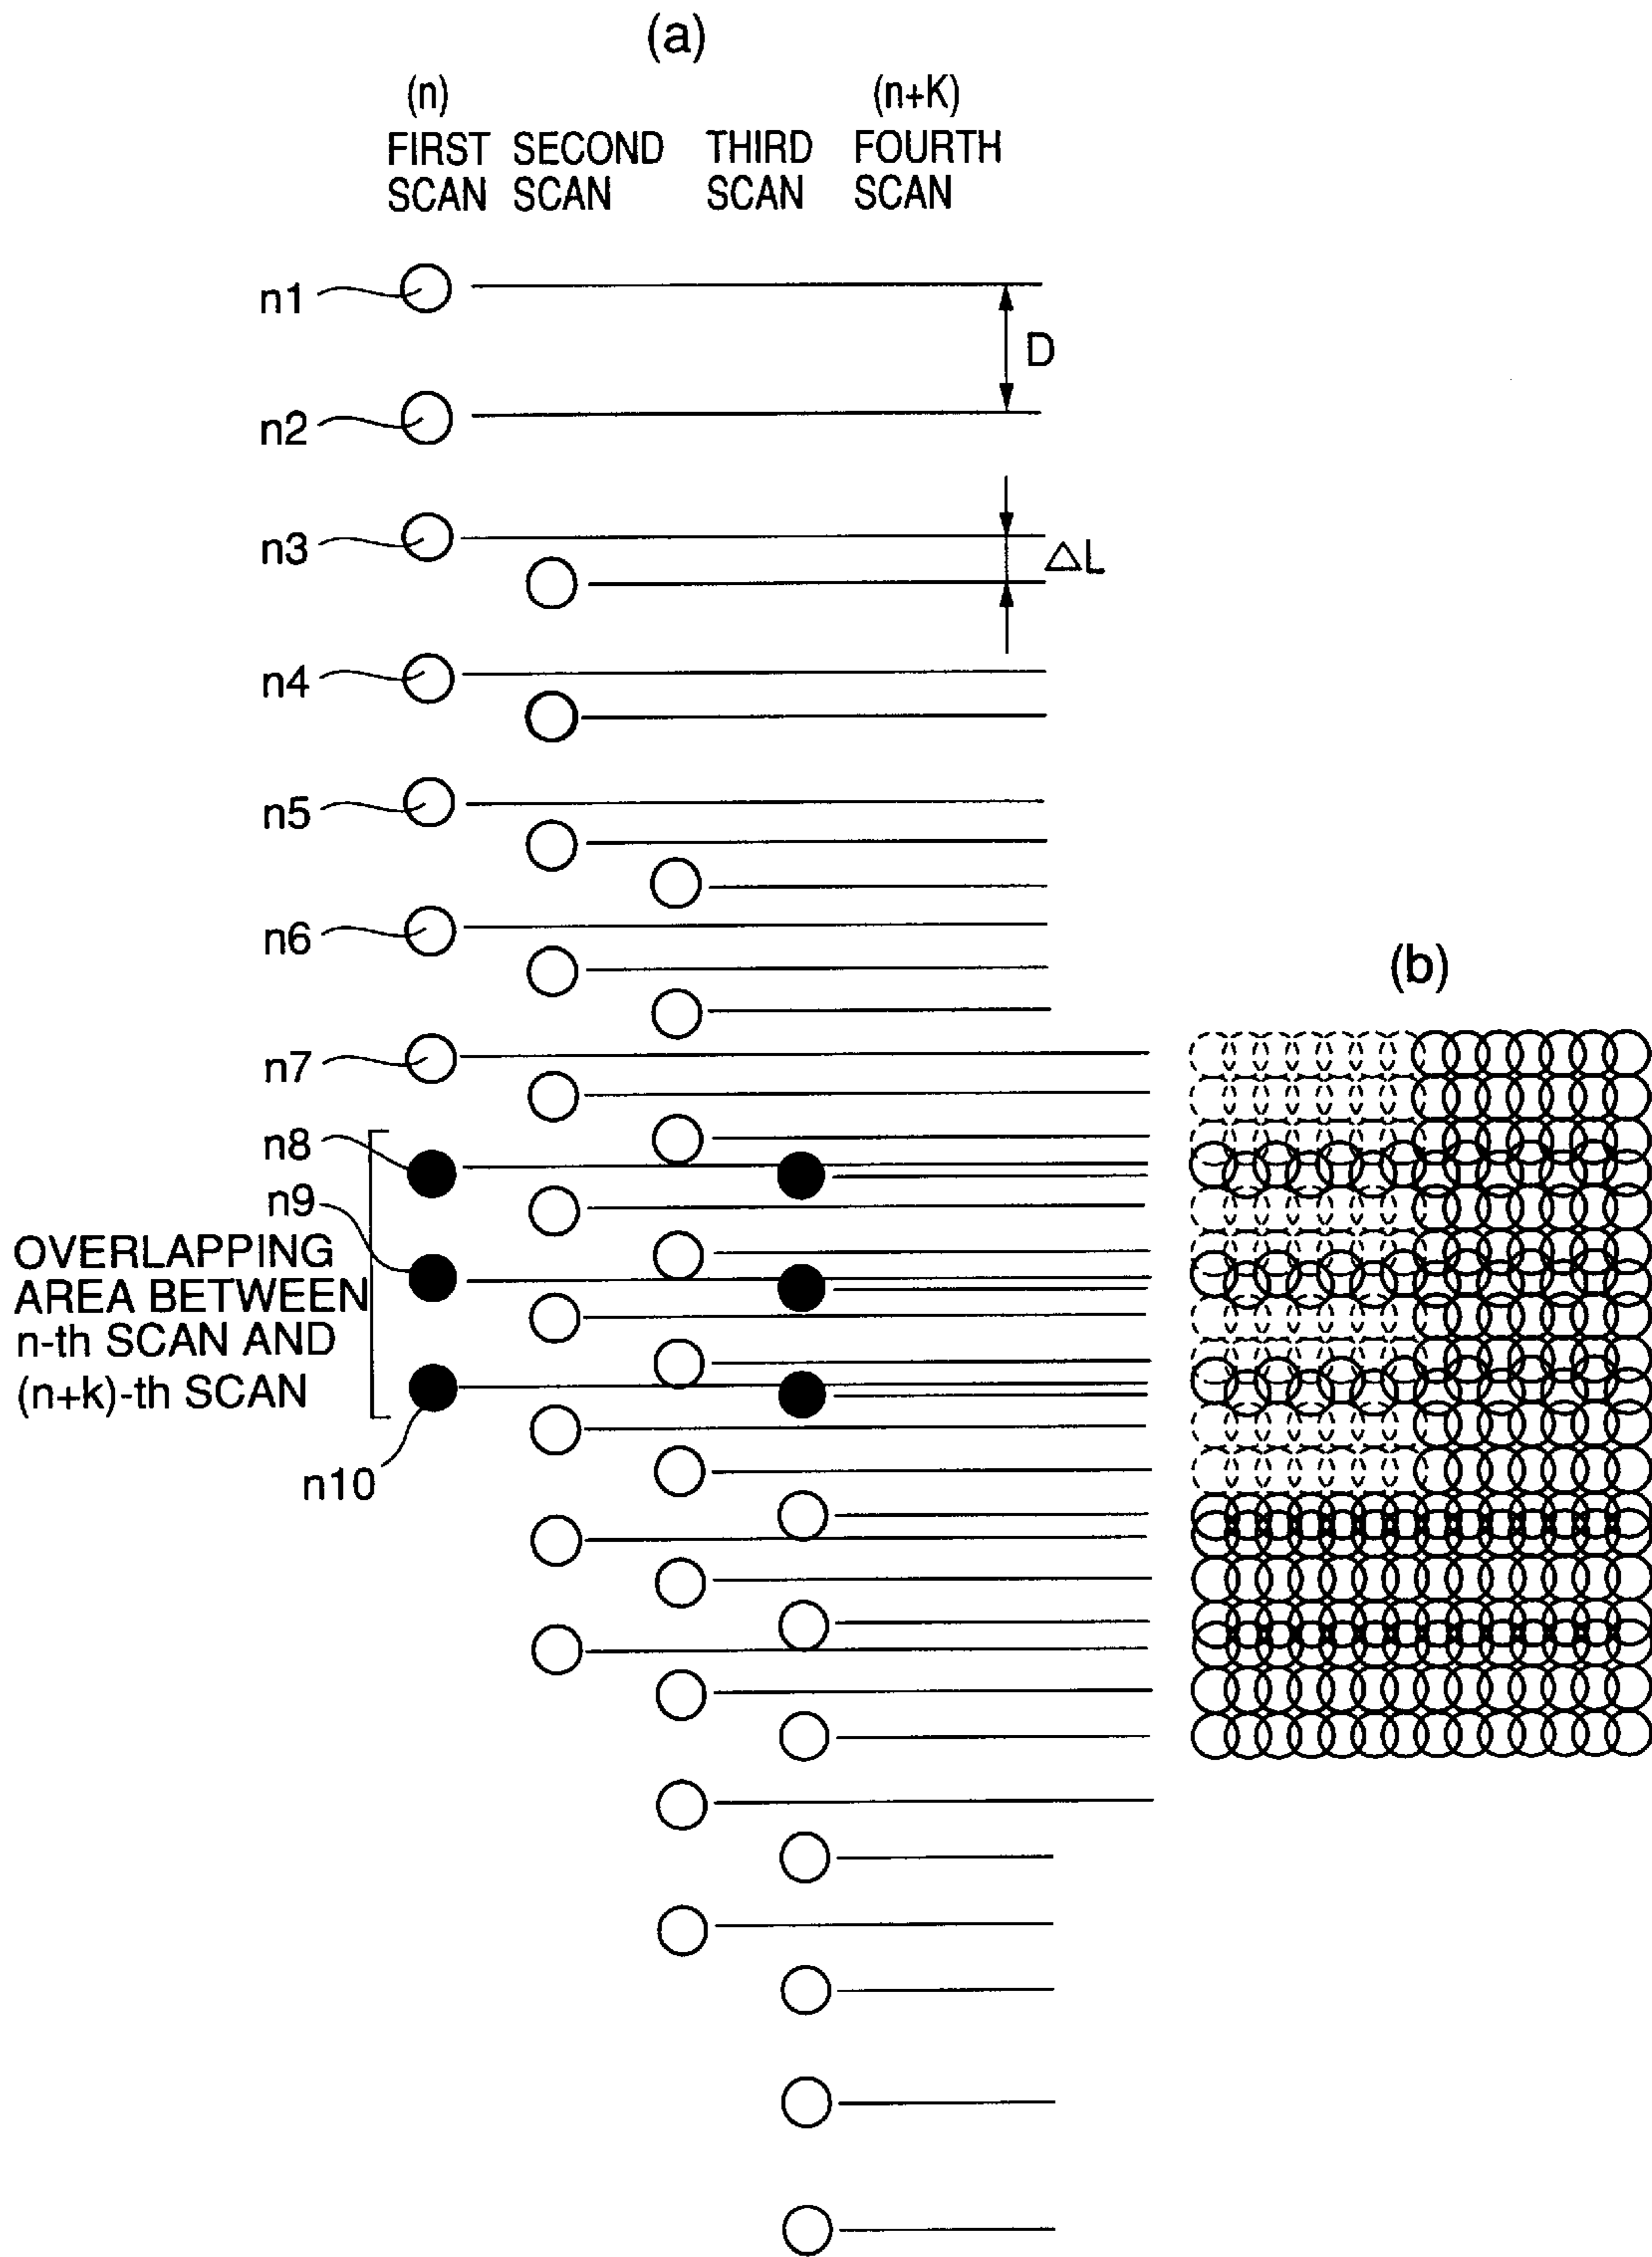 (a)
(n) (n+K)
FIRST SECOND THIRD FOURTH
SCAN SCAN SCAN SCAN
n1
D
n2
n3
ΔL
n4
n5
n6
(b)
n7
n8
n9
OVERLAPPING
AREA BETWEEN
n-th SCAN AND
(n+k)-th SCAN
n10